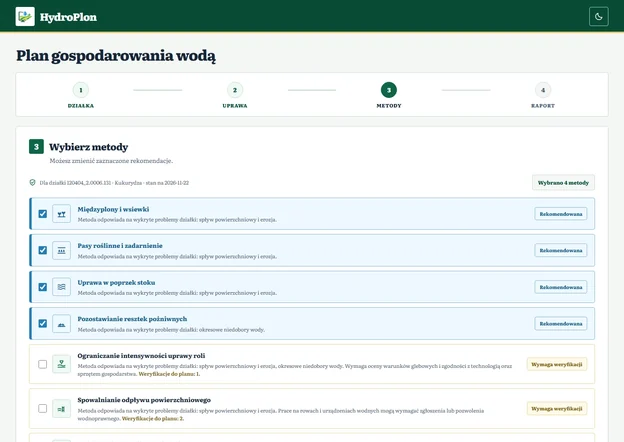 HydroPlon
Plan gospodarowania wodą
1
2
3
4
DZIAŁKA
UPRAWA
METODY
RAPORT
3 Wybierz metody
Możesz zmienić zaznaczone rekomendacje.
Dla działki 120404_2.0006.131 · Kukurydza · stan na 2026-11-22
Wybrano 4 metody
Międzyplony i wsiewki
Metoda odpowiada na wykryte problemy działki: spływ powierzchniowy i erozja.
Rekomendowana
Pasy roślinne i zadarnienie
Metoda odpowiada na wykryte problemy działki: spływ powierzchniowy i erozja.
Rekomendowana
Uprawa w poprzek stoku
Metoda odpowiada na wykryte problemy działki: spływ powierzchniowy i erozja.
Rekomendowana
Pozostawianie resztek pożniwnych
Metoda odpowiada na wykryte problemy działki: okresowe niedobory wody.
Rekomendowana
Ograniczanie intensywności uprawy roli
Metoda odpowiada na wykryte problemy działki: spływ powierzchniowy i erozja, okresowe niedobory wody. Wymaga oceny warunków glebowych i zgodności z technologią oraz
sprzętem gospodarstwa. Weryfikacje do planu: 1.
Wymaga weryfikacji
Spowalnianie odpływu powierzchniowego
Metoda odpowiada na wykryte problemy działki: spływ powierzchniowy i erozja. Prace na rowach i urządzeniach wodnych mogą wymagać zgłoszenia lub pozwolenia
wodnoprawnego. Weryfikacje do planu: 2.
Wymaga weryfikacji